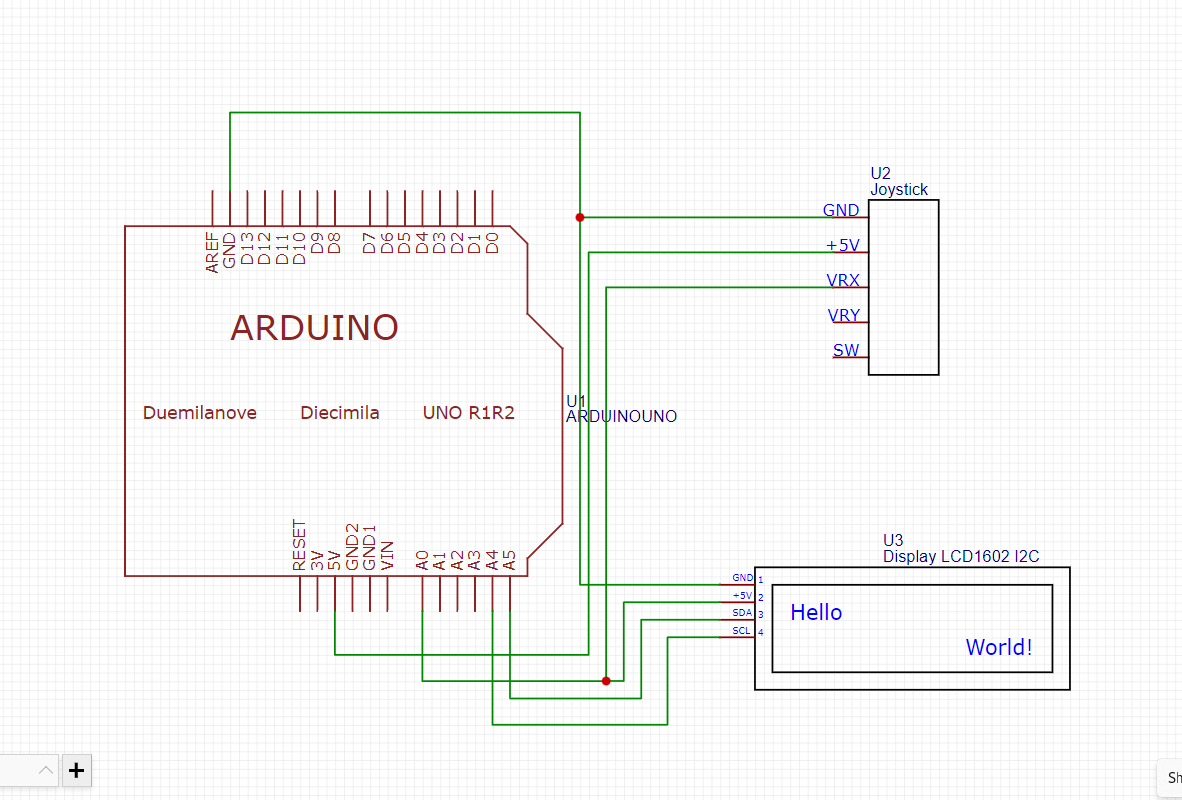 U2
Joystick
GND
+5V
VRX
VRY
SW
AREF
GND
D13
D12
D11
D10
D9
D8
D7
D6
D5
D4
D3
D2
D1
D0
ARDUINO
Duemilanove Diecimila UNO R1R2
U1
ARDUINOUNO
RESET
3V
5V
GND2
GND1
VIN
A0
A1
A2
A3
A4
A5
U3
Display LCD1602 I2C
GND 1
+5V 2
SDA 3
SCL 4
Hello
World!
Sh